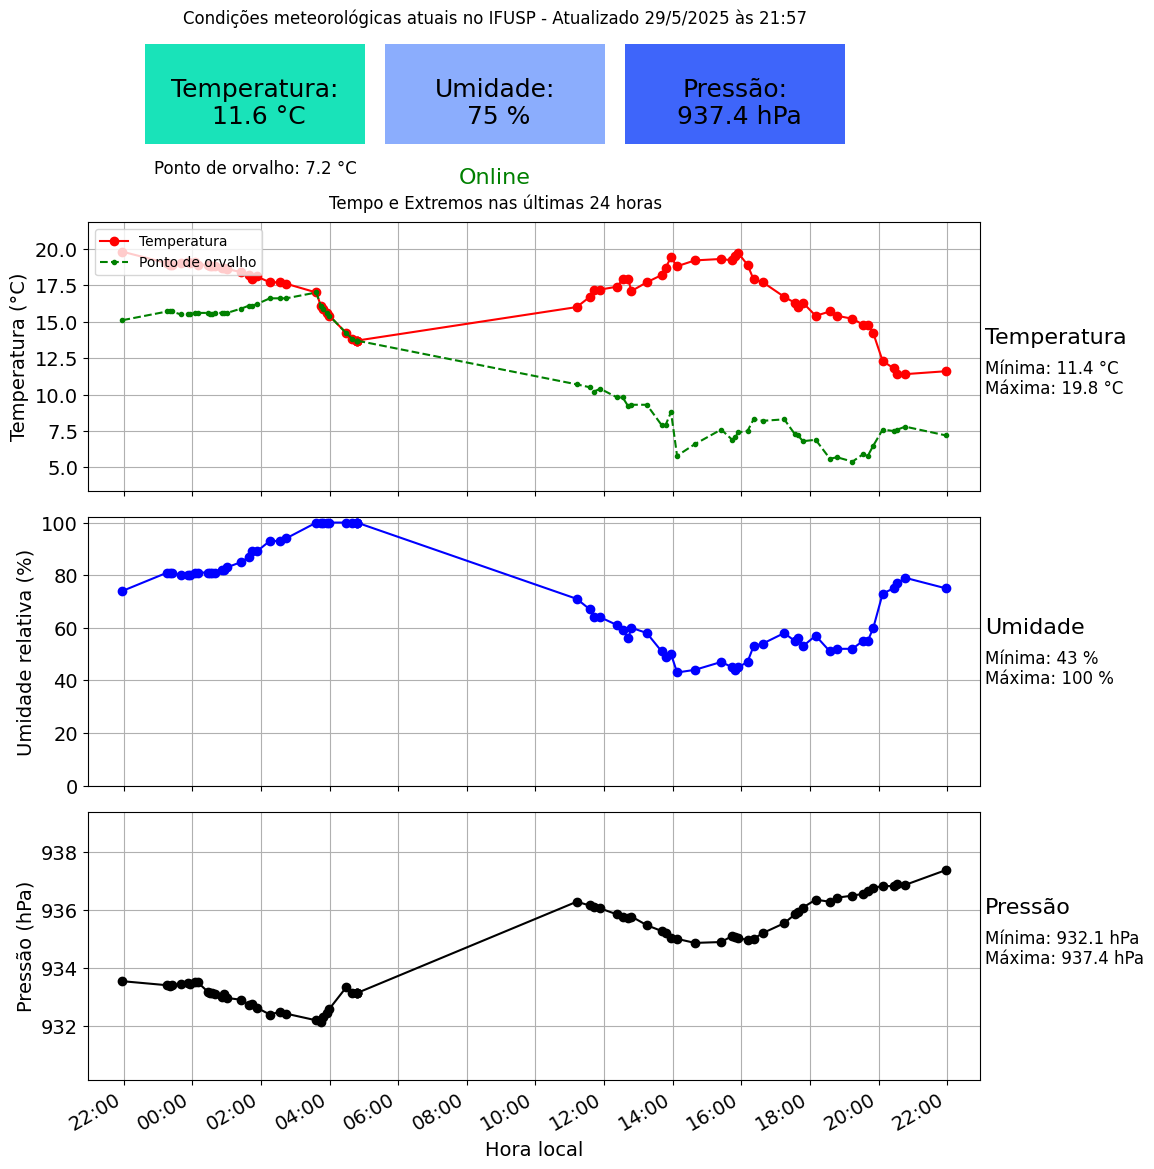 Condições meteorológicas atuais no IFUSP - Atualizado 29/5/2025 às 21:57
Temperatura:
11.6 °C
Umidade:
75 %
Pressão:
937.4 hPa
Ponto de orvalho: 7.2 °C
Online
Tempo e Extremos nas últimas 24 horas
Temperatura
Ponto de orvalho
Temperatura (°C)
20.0
17.5
15.0
12.5
10.0
7.5
5.0
Temperatura
Mínima: 11.4 °C
Máxima: 19.8 °C
Umidade relativa (%)
100
80
60
40
20
0
Umidade
Mínima: 43 %
Máxima: 100 %
Pressão (hPa)
938
936
934
932
Pressão
Mínima: 932.1 hPa
Máxima: 937.4 hPa
22:00 00:00 02:00 04:00 06:00 08:00 10:00 12:00 14:00 16:00 18:00 20:00 22:00
Hora local